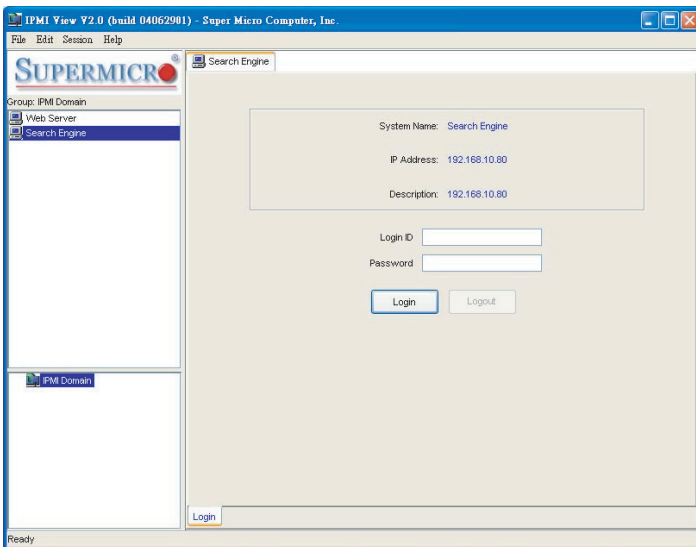 IPMI View V2.0 (build 04062901) - Super Micro Computer, Inc.
File Edit Session Help
SUPERMICRO®
Group: IPMI Domain
Web Server
Search Engine
IPMI Domain
Search Engine
System Name: Search Engine
IP Address: 192.168.10.80
Description: 192.168.10.80
Login ID
Password
Login Logout
Login
Ready